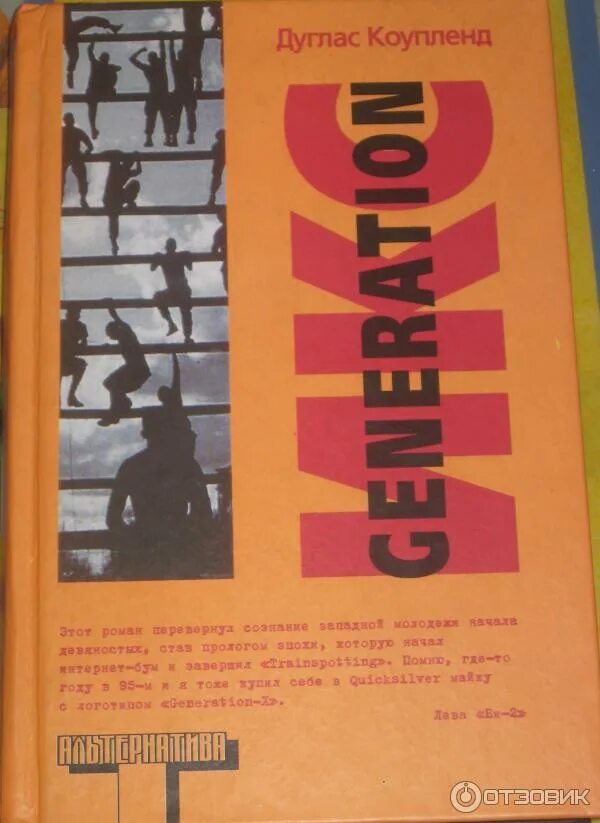 Дуглас Коупленд
GENERATION
ИКС
Этот роман перевернул сознание западной молодежи начала
девяностых, став прологом эпохи, которую начал
интернет-бум и завершил «Trainspotting». Помню, где-то
году в 95-м и я тоже купил себе в Quicksilver майку
с логотипом «Generation-X».
Лева «Би-2»
АЛЬТЕРНАТИВА
ОТЗОВИК